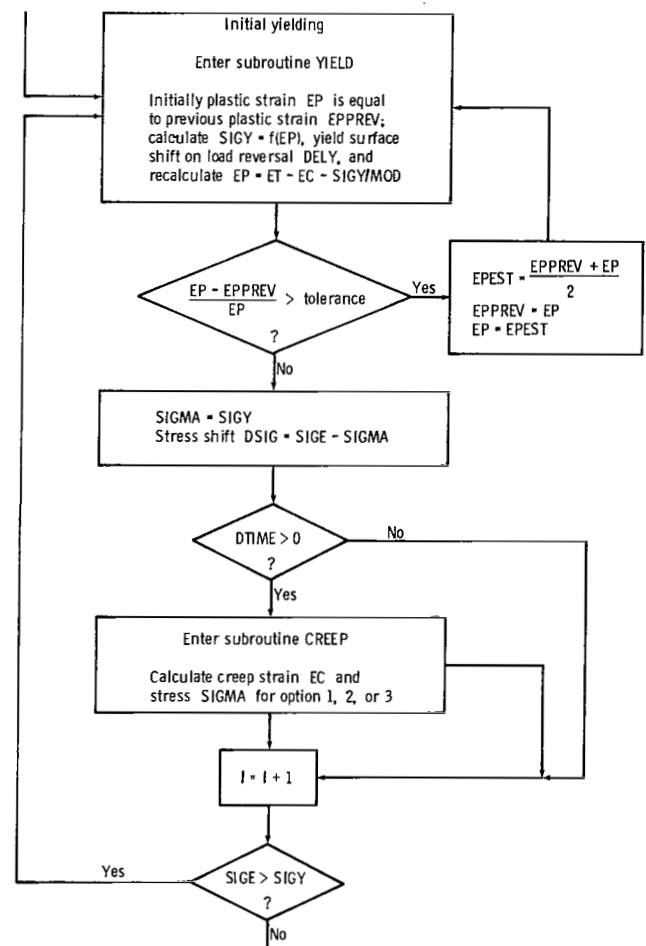 Initial yielding
Enter subroutine YIELD
Initially plastic strain EP is equal
to previous plastic strain EPPREV;
calculate SIGY = f(EP), yield surface
shift on load reversal DELY, and
recalculate EP = ET - EC - SIGY/MOD
EP - EPPREV
EP
> tolerance
?
Yes
EPEST = 
EPPREV + EP
2
EPPREV = EP
EP = EPEST
No
SIGMA = SIGY
Stress shift DSIG = SIGE - SIGMA
DTIME > 0
?
No
Yes
Enter subroutine CREEP
Calculate creep strain EC and
stress SIGMA for option 1, 2, or 3
I = I + 1
Yes
SIGE > SIGY
?
No